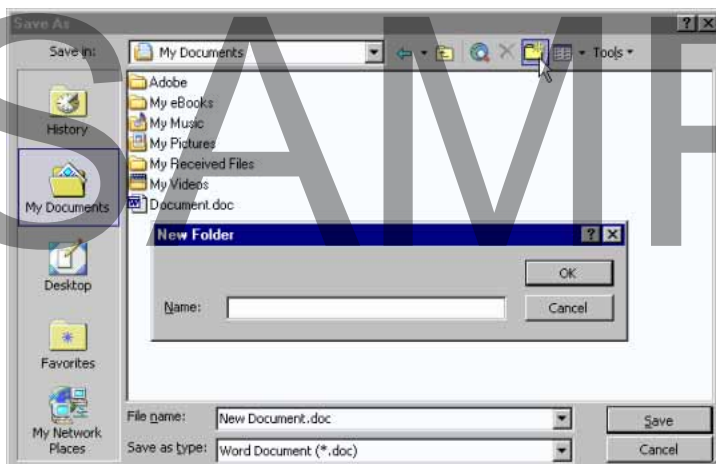 Save As
Save in: My Documents Tools
Adobe
My eBooks
My Music
My Pictures
My Received Files
My Videos
Document.doc
History
My Documents
Desktop
Favorites
My Network
Places
New Folder
OK
Name: Cancel
File name: New Document.doc Save
Save as type: Word Document (*.doc) Cancel